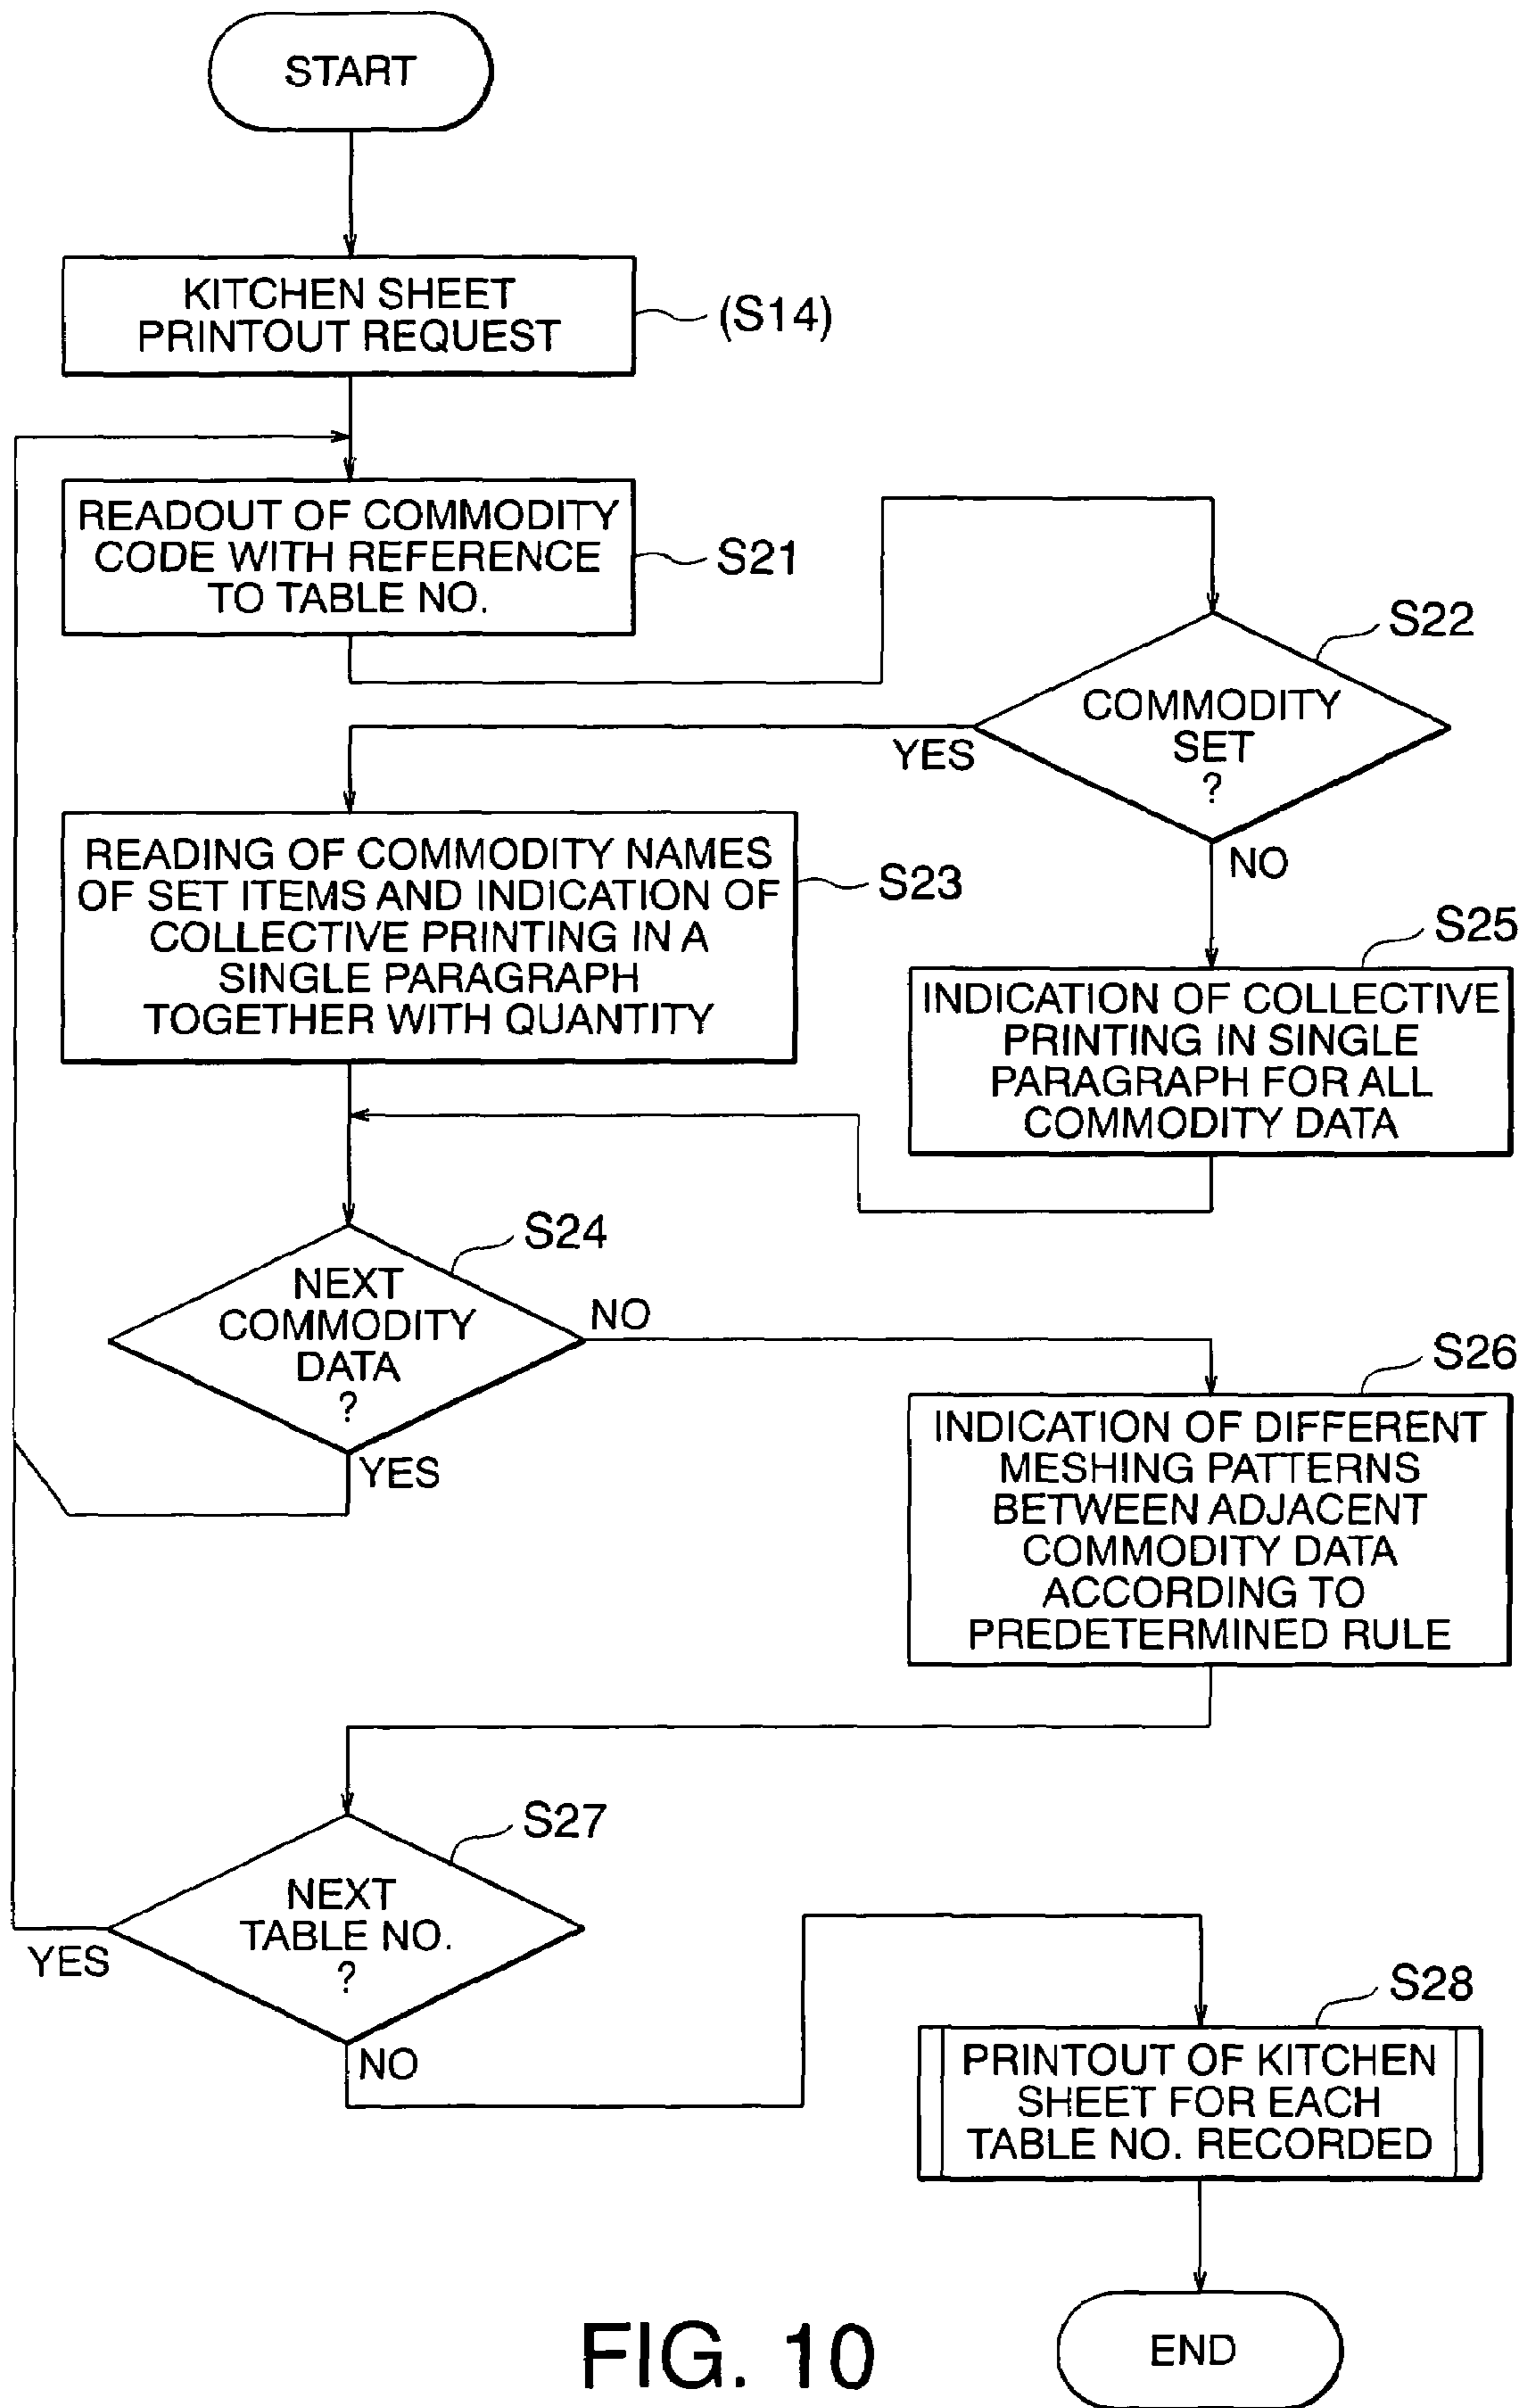 START
KITCHEN SHEET
PRINTOUT REQUEST
(S14)
READOUT OF COMMODITY
CODE WITH REFERENCE
TO TABLE NO.
S21
S22
COMMODITY
SET
?
YES
NO
READING OF COMMODITY NAMES
OF SET ITEMS AND INDICATION OF
COLLECTIVE PRINTING IN A
SINGLE PARAGRAPH
TOGETHER WITH QUANTITY
S23
S25
INDICATION OF COLLECTIVE
PRINTING IN SINGLE
PARAGRAPH FOR ALL
COMMODITY DATA
S24
NEXT
COMMODITY
DATA
?
NO
YES
S26
INDICATION OF DIFFERENT
MESHING PATTERNS
BETWEEN ADJACENT
COMMODITY DATA
ACCORDING TO
PREDETERMINED RULE
S27
NEXT
TABLE NO.
?
YES
NO
S28
PRINTOUT OF KITCHEN
SHEET FOR EACH
TABLE NO. RECORDED
END
FIG. 10